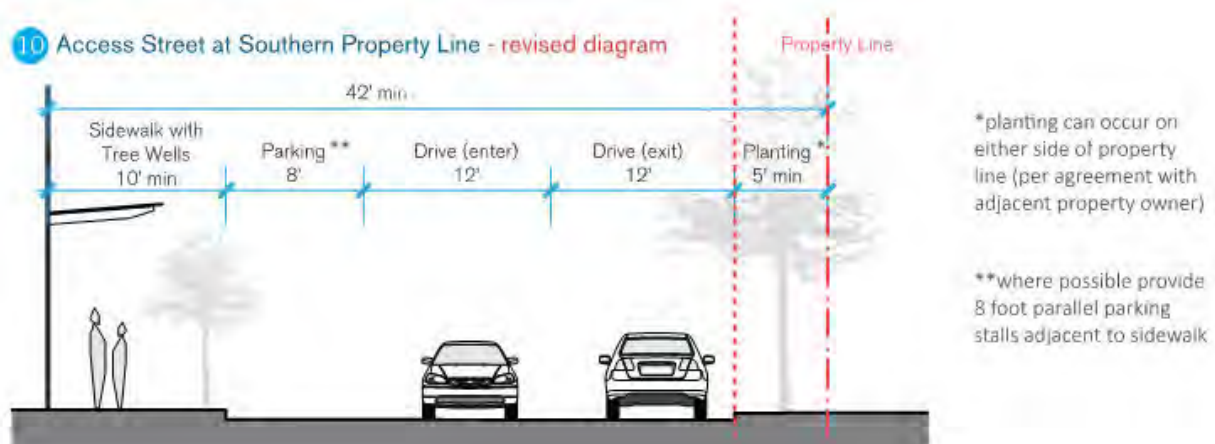 10 Access Street at Southern Property Line - revised diagram
Property Line
42' min
Sidewalk with
Tree Wells
10' min
Parking **
8'
Drive (enter)
12'
Drive (exit)
12'
Planting *
5' min
*planting can occur on
either side of property
line (per agreement with
adjacent property owner)
**where possible provide
8 foot parallel parking
stalls adjacent to sidewalk